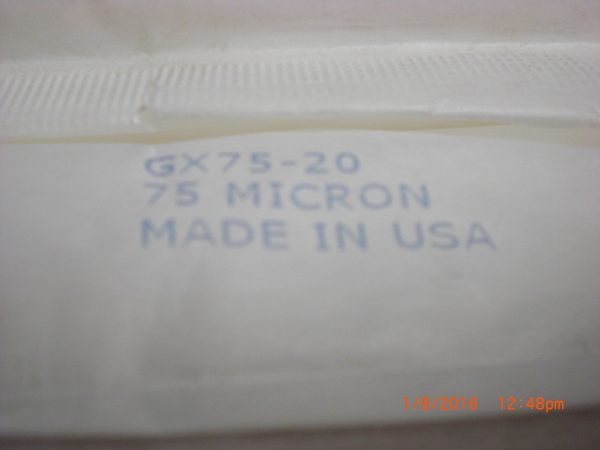 GX75-20
75 MICRON
MADE IN USA
1/8/2016 12:48pm